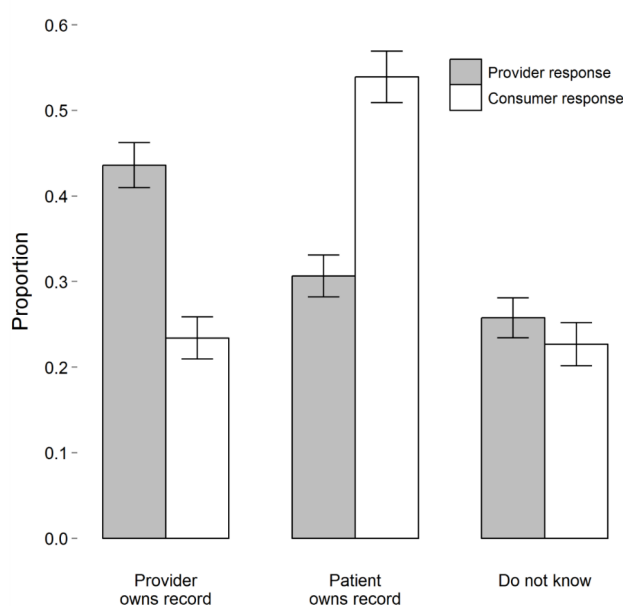 0.6
0.5
0.4
0.3
0.2
0.1
0.0
Proportion
Provider response
Consumer response
Provider
owns record
Patient
owns record
Do not know